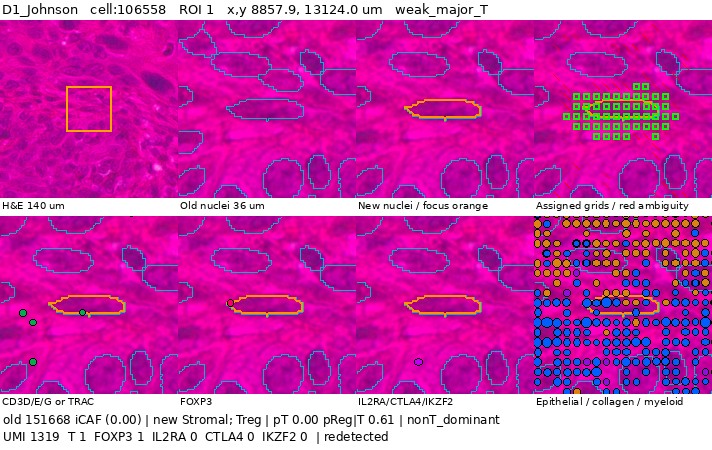 D1_Johnson   cell:106558   ROI 1   x,y 8857.9, 13124.0 um   weak_major_T
H&E 140 um
Old nuclei 36 um
New nuclei / focus orange
Assigned grids / red ambiguity
CD3D/E/G or TRAC
FOXP3
IL2RA/CTLA4/IKZF2
Epithelial / collagen / myeloid
old 151668 iCAF (0.00) | new Stromal; Treg | pT 0.00 pReg|T 0.61 | nonT_dominant
UMI 1319  T 1  FOXP3 1  IL2RA 0  CTLA4 0  IKZF2 0  | redetected